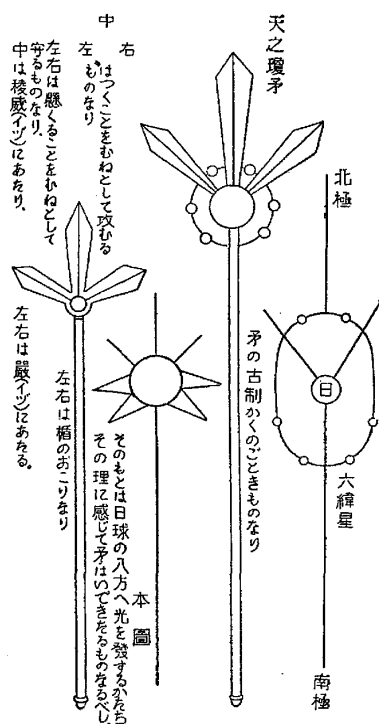 天之瓊矛
北極
日
六緯星
南極
矛の古制かくのごときものなり
本圖
そのもとは日球の八方へ光を發するかたち
その理に感じて矛はいできたるものなるべし
中
左右
はつくことをむねとして攻むる
ものなり
左右は懸くることをむねとして
守るものなり、
中は稜威(イヅ)にあたり、
左右は嚴(イヅ)にあたる。
左右は楯のおこりなり